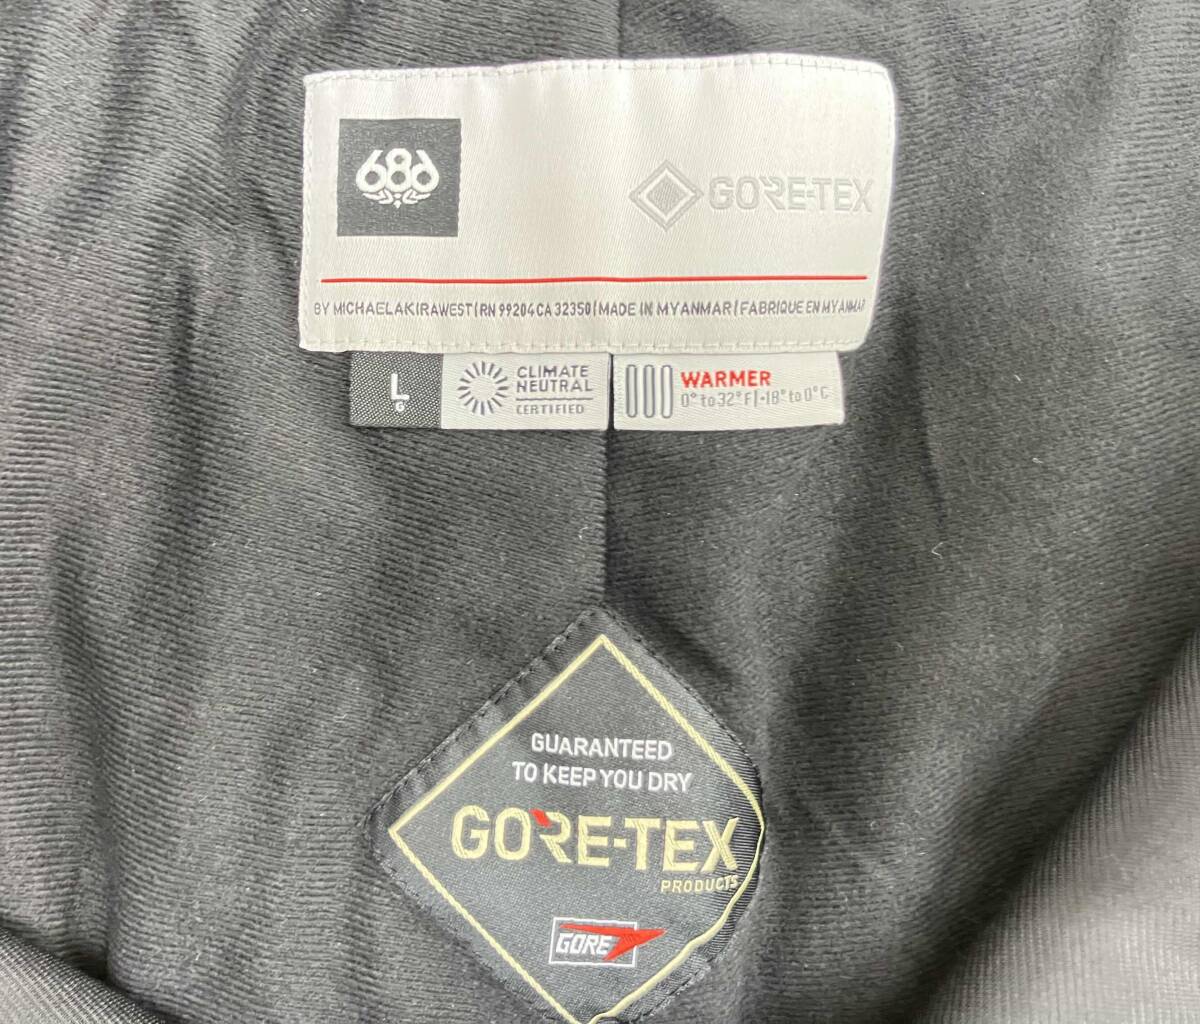 686
GORE-TEX
BY MICHAELAKIRAWEST | RN 99204 CA 32350 | MADE IN MYANMAR | FABRIQUE EN MYANMAR
L
G
CLIMATE
NEUTRAL
CERTIFIED
WARMER
0° to 32°F | -18° to 0°C
GUARANTEED
TO KEEP YOU DRY
GORE-TEX
PRODUCTS
GORE